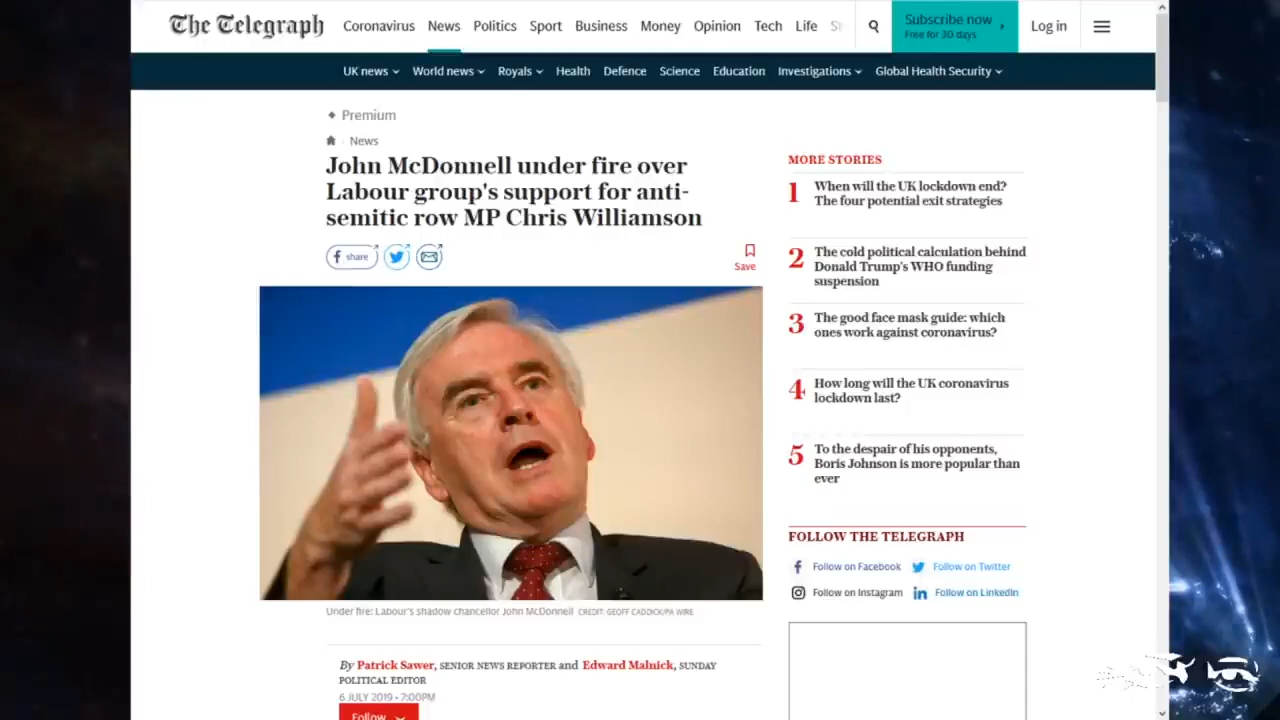 The Telegraph
Coronavirus News Politics Sport Business Money Opinion Tech Life
Subscribe now
Free for 30 days
Log in
UK news World news Royals Health Defence Science Education Investigations Global Health Security
Premium
News
John McDonnell under fire over
Labour group's support for anti-
semitic row MP Chris Williamson
share
Save
Under fire: Labour's shadow chancellor John McDonnell CREDIT: GEOFF CADDICK/PA WIRE
By Patrick Sawer, SENIOR NEWS REPORTER and Edward Malnick, SUNDAY
POLITICAL EDITOR
6 JULY 2019 • 7:00PM
Follow
MORE STORIES
1 When will the UK lockdown end?
The four potential exit strategies
2 The cold political calculation behind
Donald Trump's WHO funding
suspension
3 The good face mask guide: which
ones work against coronavirus?
4 How long will the UK coronavirus
lockdown last?
5 To the despair of his opponents,
Boris Johnson is more popular than
ever
FOLLOW THE TELEGRAPH
Follow on Facebook Follow on Twitter
Follow on Instagram Follow on LinkedIn